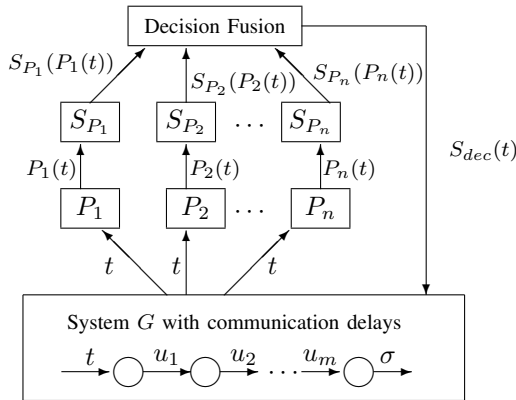 Decision Fusion
S_{P_1}(P_1(t)) S_{P_2}(P_2(t)) S_{P_n}(P_n(t))
S_{P_1} S_{P_2} ... S_{P_n} S_{dec}(t)
P_1(t) P_2(t) P_n(t)
P_1 P_2 ... P_n
t t t
System G with communication delays
t u_1 u_2 ... u_m σ